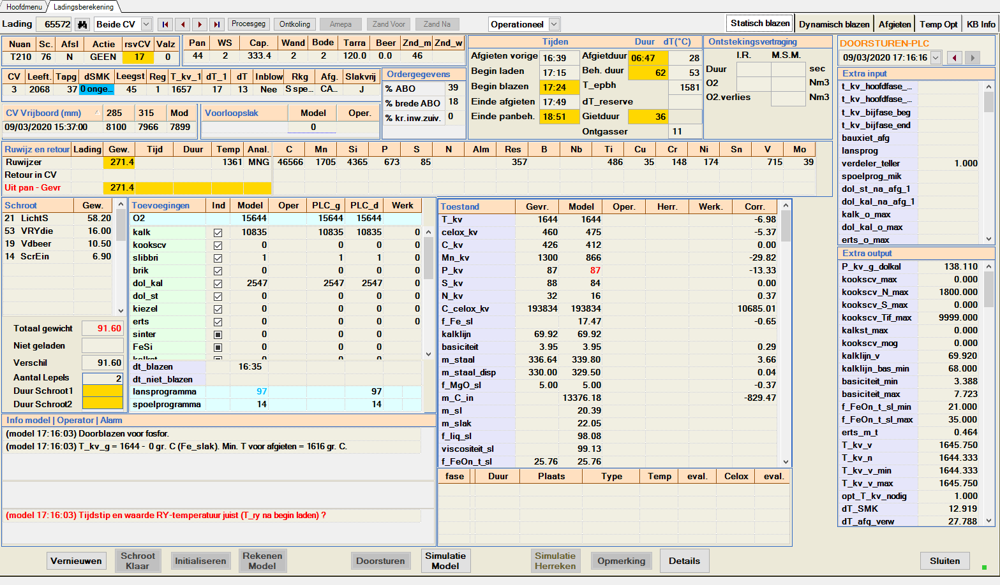 Hoofdmenu Ladingsberekening
Lading 65572 Beide CV Procesgeg Ontkoling Amepa Zand Voor Zand Na Operationeel Statisch blazen Dynamisch blazen Afgieten Temp Opt KB Info
Nuan Sc. Afsl Actie rsvCV Valz
T210 76 N GEEN 17 0
Pan WS Cap. Wand Bode Tarra Beer Znd_m Znd_w
44 2 333.4 2 2 120.0 0.0 46
CV Leeft. Tapg dSMK Leegst Reg T_kv_1 dT_1 dT Inblow Rkg Afg. Slakvrij
3 2068 37 0 onge... 45 1 1657 17 13 Nee S spe... CA... J
CV Vrijboord (mm) 285 315 Mod
09/03/2020 15:37:00 8100 7966 7899
Voorloopslak Model Oper.
0
Ordergegevens
% ABO 39
% brede ABO 18
% kr.inw.zuiv. 0
Tijden Duur dT(°C)
Afgieten vorige 16:39 Afgietduur 06:47 28
Begin laden 17:15 Beh. duur 62 53
Begin blazen 17:24 T_epbh 1581
Einde afgieten 17:49 dT_reserve
Einde panbeh. 18:51 Gietduur 36
Ontgasser 11
Ontstekingsvertraging
I.R. M.S.M.
Duur sec
O2 Nm3
O2.verlies Nm3
DOORSTUREN-PLC
09/03/2020 17:16:16
Extra input
t_kv_hoofdfase_...
t_kv_hoofdfase_...
t_kv_bijfase_beg
t_kv_bijfase_end
bauxiet_afg
lansprog
verdeler_teller 1.000
spoelprog_mik
dol_st_na_afg_1
dol_kal_na_afg_1
kalk_o_max
dol_kal_o_max
erts_o_max
Ruwijz en retour Lading Gew. Tijd Duur Temp Anal. C Mn Si P S N Alm Res B Nb Ti Cu Cr Ni Sn V Mo
Ruwijzer 271.4 1361 MNG 46566 1705 4365 673 85 357 486 35 148 174 715 39
Retour in CV
Uit pan - Gevr 271.4
Schroot Gew.
21 LichtS 58.20
53 VRYdie 16.00
19 Vdbeer 10.50
14 ScrEin 6.90
Totaal gewicht 91.60
Niet geladen
Verschil 91.60
Aantal Lepels 2
Duur Schroot1
Duur Schroot2
Toevoegingen Ind Model Oper PLC_g PLC_d Werk
O2 15644 15644 15644
kalk 10835 10835 10835 0
kookscv 0 0 0 0
slibbri 1 1 1 0
brik 0 0 0 0
dol_kal 2547 2547 2547 0
dol_st 0 0 0 0
kiezel 0 0 0 0
erts 0 0 0 0
sinter 0 0 0
FeSi 0 0 0
dt_blazen 16:35
dt_niet_blazen
lansprogramma 97 97
spoelprogramma 14 14
Toestand Gevr. Model Oper. Herr. Werk. Corr.
T_kv 1644 1644 -6.98
celox_kv 460 475 -5.37
C_kv 426 412 0.00
Mn_kv 1300 866 -29.82
P_kv 87 87 -13.33
S_kv 88 84 0.00
N_kv 32 16 0.37
C_celox_kv 193834 193834 10685.01
f_Fe_sl 17.47 -0.65
kalklijn 69.92 69.92
basiciteit 3.95 3.95 0.29
m_staal 336.64 339.80 3.66
m_staal_disp 330.00 329.50 0.04
f_MgO_sl 5.00 5.00 -0.37
m_C_in 13376.18 -829.47
m_sl 20.39
m_slak 22.05
f_liq_sl 98.08
viscositeit_sl 99.13
f_FeOn_t_sl 25.76 25.76
fase Duur Plaats Type Temp eval. Celox eval.
Extra output
P_kv_g_dolkal 138.110
kookscv_max 0.000
kookscv_N_max 1800.000
kookscv_S_max 0.000
kookscv_Tif_max 9999.000
kalkst_max 0.000
kookscv_mog 0.000
kalklijn_v 69.920
kalklijn_bas_min 68.000
basiciteit_min 3.388
basiciteit_max 7.723
f_FeOn_t_sl_min 21.000
f_FeOn_t_sl_max 35.000
erts_m_t 0.464
T_kv_v 1645.750
T_kv_n 1644.333
T_kv_v_min 1644.333
T_kv_v_max 1645.750
opt_T_kv_nodig 1.000
dT_SMK 12.919
dT_afg_verw 27.788
Info model | Operator | Alarm
(model 17:16:03) Doorblazen voor fosfor.
(model 17:16:03) T_kv_g = 1644 - 0 gr. C (Fe_slak). Min. T voor afgieten = 1616 gr. C.
(model 17:16:03) Tijdstip en waarde RY-temperatuur juist (T_ry na begin laden) ?
Vernieuwen Schroot Klaar Initialiseren Rekenen Model Doorsturen Simulatie Model Simulatie Herreken Opmerking Details Sluiten